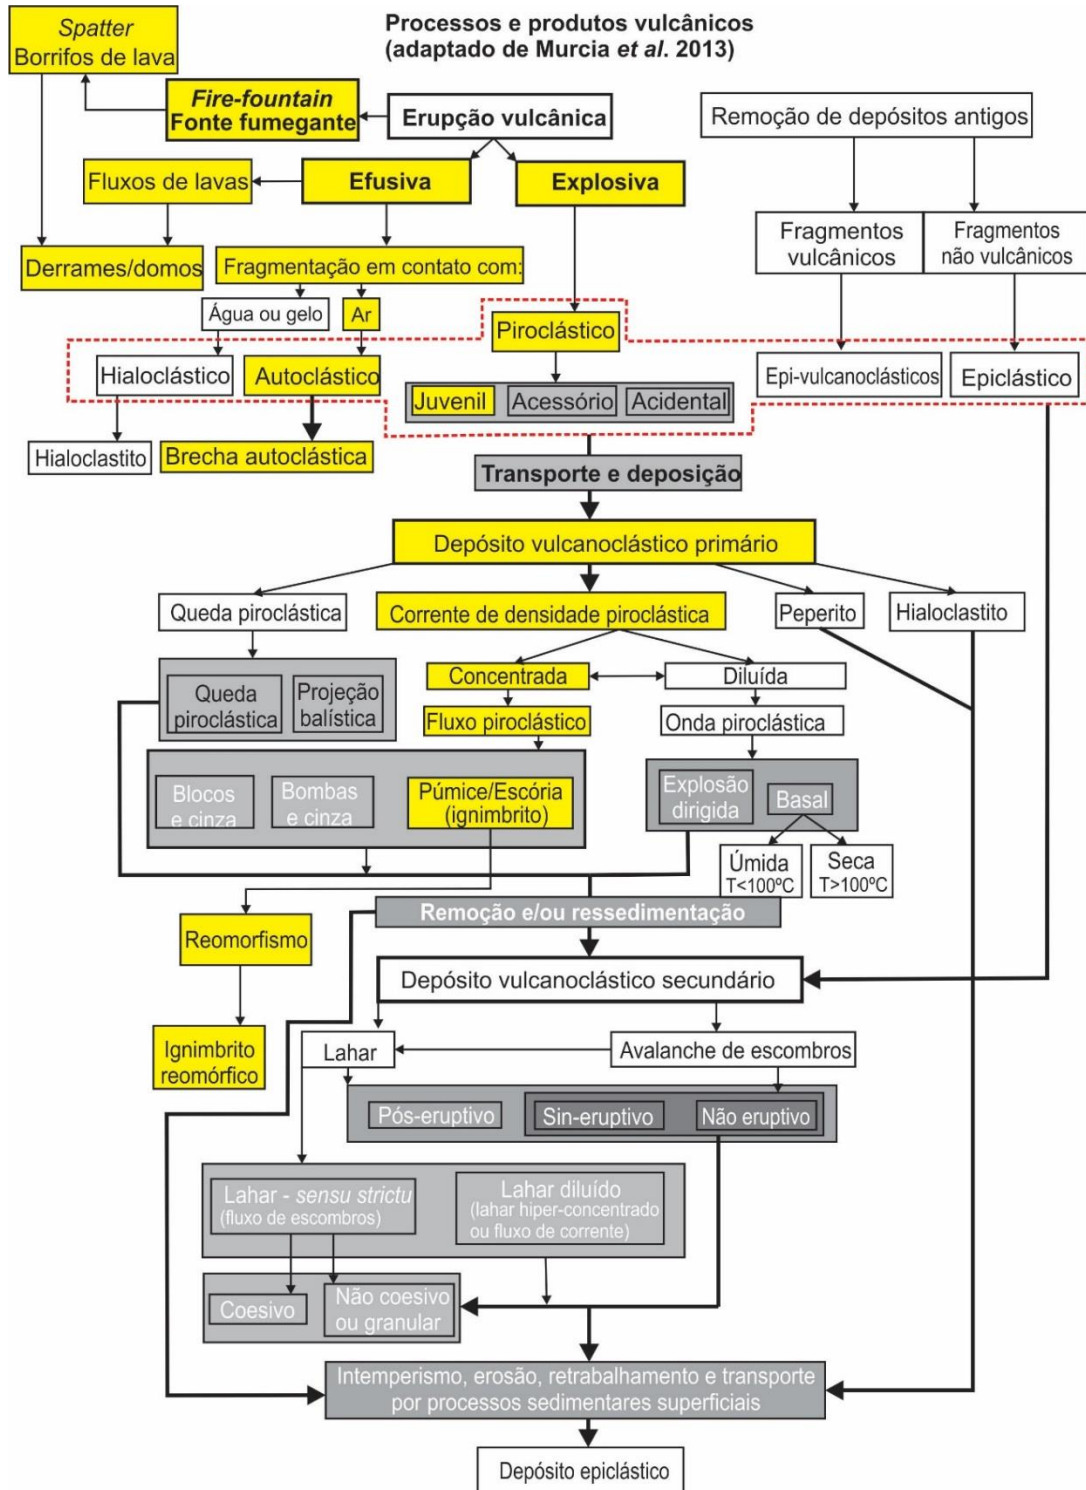 Processos e produtos vulcânicos
(adaptado de Murcia et al. 2013)
Spatter
Borrifos de lava
Fire-fountain
Fonte fumegante
Erupção vulcânica
Remoção de depósitos antigos
Fluxos de lavas
Efusiva
Explosiva
Fragmentos
vulcânicos
Fragmentos
não vulcânicos
Derrames/domos
Fragmentação em contato com:
Água ou gelo
Ar
Piroclástico
Hialoclástico
Autoclástico
Epi-vulcanoclásticos
Epiclástico
Juvenil
Acessório
Acidental
Hialoclastito
Brecha autoclástica
Transporte e deposição
Depósito vulcanoclástico primário
Queda piroclástica
Corrente de densidade piroclástica
Peperito
Hialoclastito
Concentrada
Diluída
Queda
piroclástica
Projeção
balística
Fluxo piroclástico
Onda piroclástica
Blocos
e cinza
Bombas
e cinza
Púmice/Escória
(ignimbrito)
Explosão
dirigida
Basal
Úmida
T<100ºC
Seca
T>100ºC
Remoção e/ou ressedimentação
Reomorfismo
Depósito vulcanoclástico secundário
Ignimbrito
reomórfico
Lahar
Avalanche de escombros
Pós-eruptivo
Sin-eruptivo
Não eruptivo
Lahar - sensu strictu
(fluxo de escombros)
Lahar diluído
(lahar hiper-concentrado
ou fluxo de corrente)
Coesivo
Não coesivo
ou granular
Intemperismo, erosão, retrabalhamento e transporte
por processos sedimentares superficiais
Depósito epiclástico